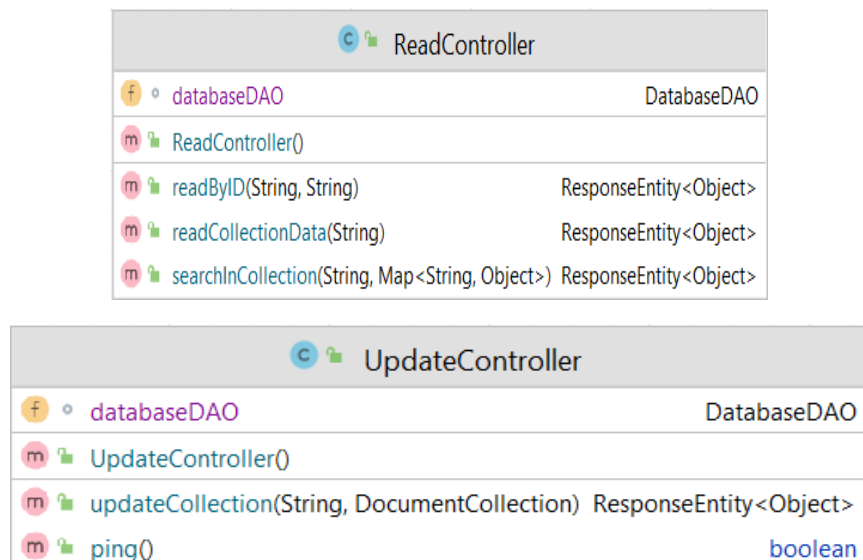 C ReadController
f databaseDAO DatabaseDAO
m ReadController()
m readByID(String, String) ResponseEntity<Object>
m readCollectionData(String) ResponseEntity<Object>
m searchInCollection(String, Map<String, Object>) ResponseEntity<Object>
C UpdateController
f databaseDAO DatabaseDAO
m UpdateController()
m updateCollection(String, DocumentCollection) ResponseEntity<Object>
m ping() boolean